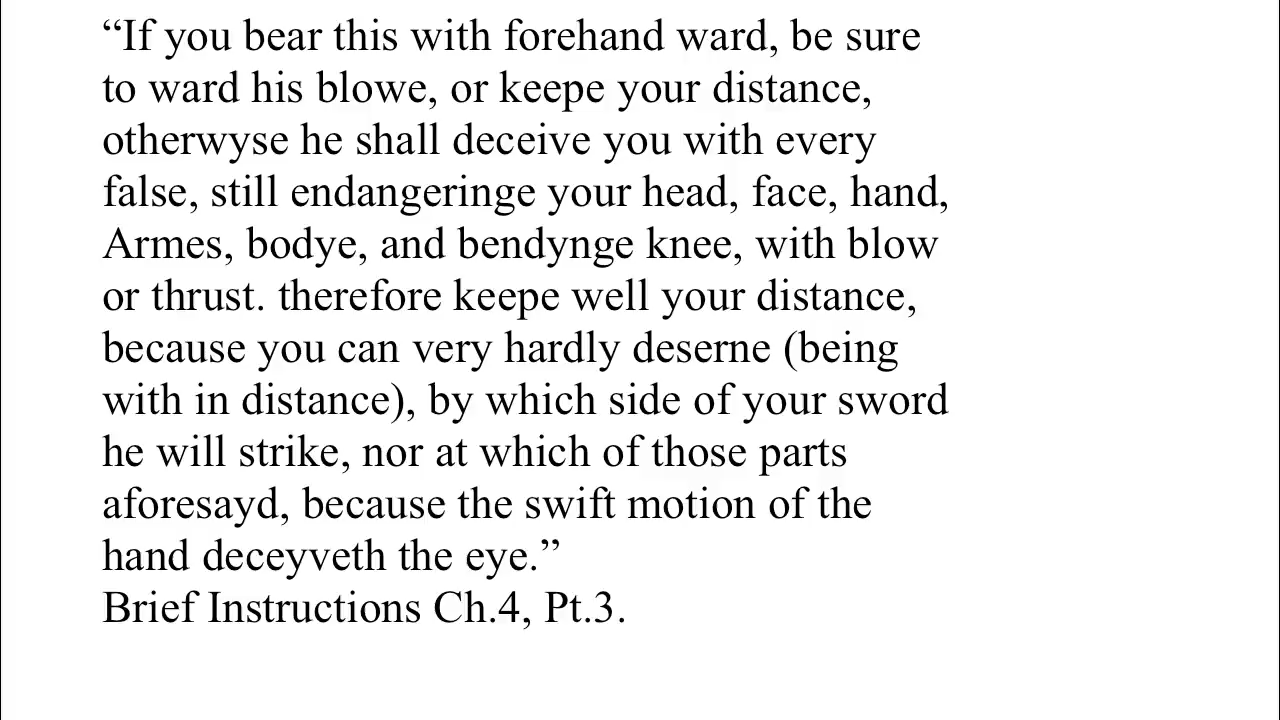 “If you bear this with forehand ward, be sure
to ward his blowe, or keepe your distance,
otherwyse he shall deceive you with every
false, still endangeringe your head, face, hand,
Armes, bodye, and bendynge knee, with blow
or thrust. therefore keepe well your distance,
because you can very hardly deserne (being
with in distance), by which side of your sword
he will strike, nor at which of those parts
aforesayd, because the swift motion of the
hand deceyveth the eye.”
Brief Instructions Ch.4, Pt.3.